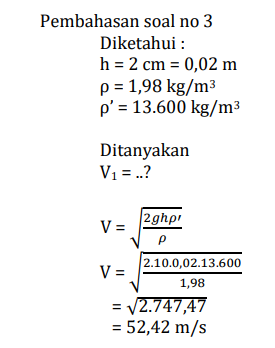 Pembahasan soal no 3
Diketahui :
h = 2 cm = 0,02 m
ρ = 1,98 kg/m³
ρ’ = 13.600 kg/m³
Ditanyakan
V₁ = ..?
V = √(2ghρ′/ρ)
V = √(2.10.0,02.13.600/1,98)
= √2.747,47
= 52,42 m/s